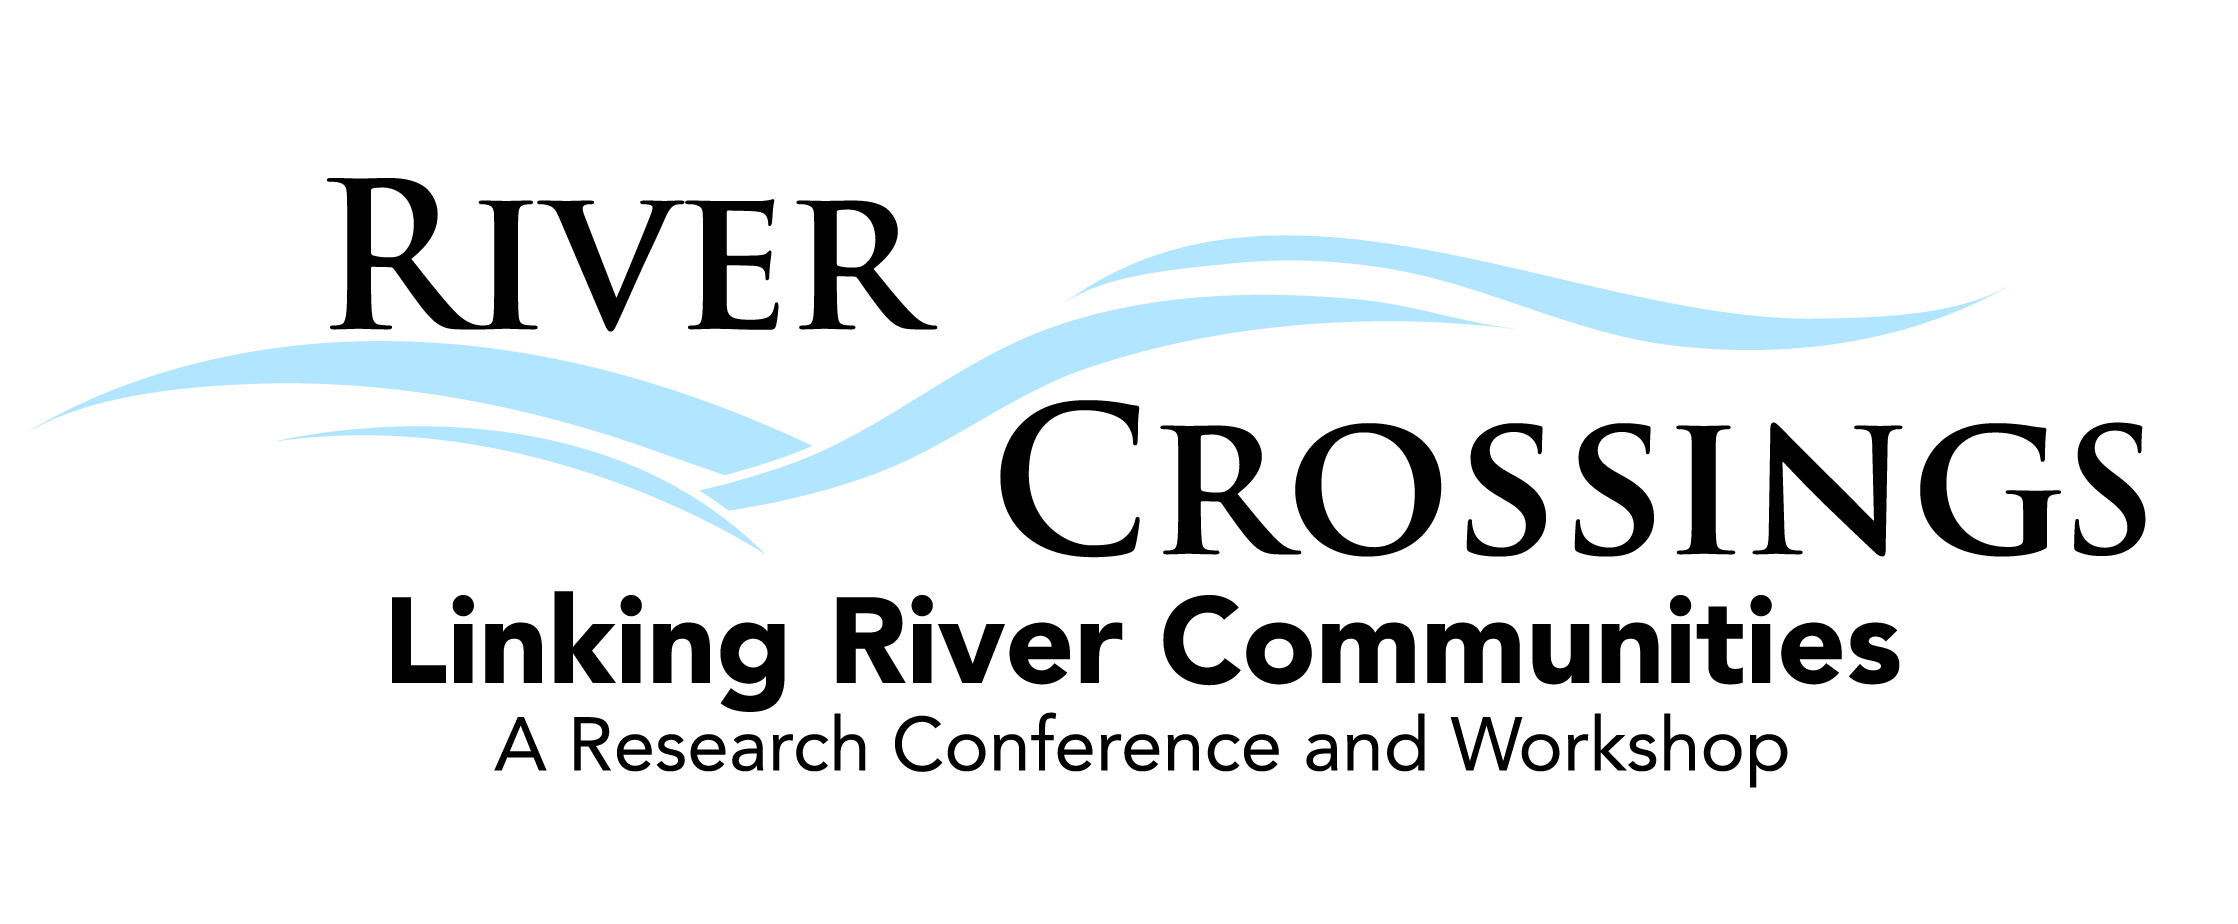 RIVER
CROSSINGS
Linking River Communities
A Research Conference and Workshop